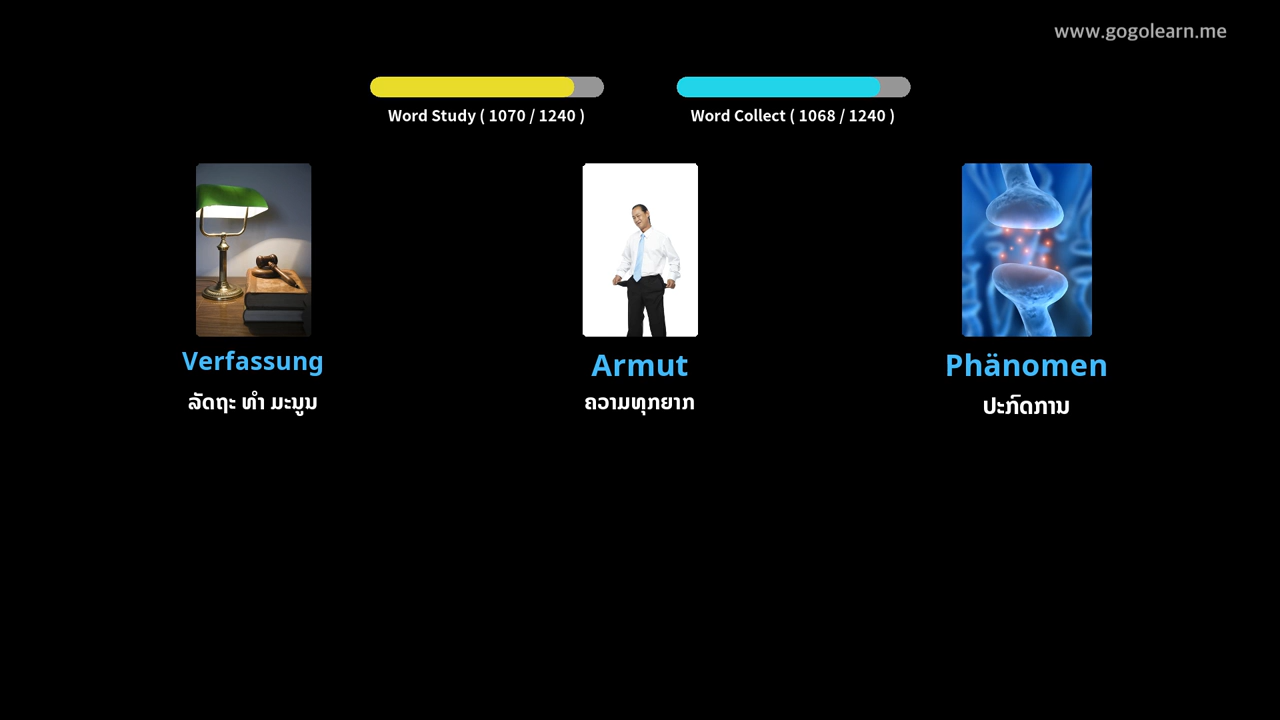 www.gogolearn.me
Word Study ( 1070 / 1240 )
Word Collect ( 1068 / 1240 )
Verfassung
ລັດຖະ ທຳ ມະນູນ
Armut
ຄວາມທຸກຍາກ
Phänomen
ປະກົດການ